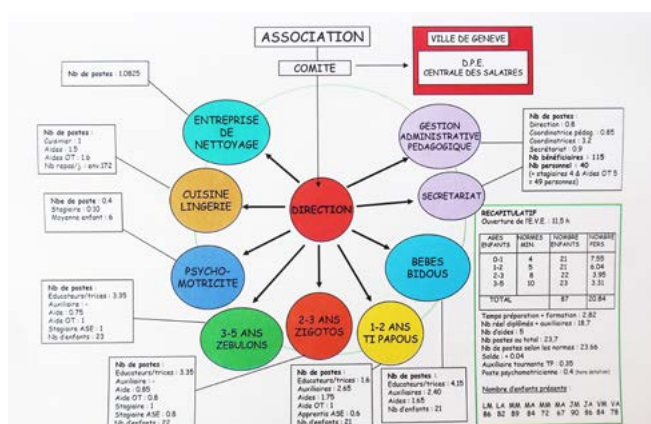 ASSOCIATION
COMITE
VILLE DE GENEVE
D.P.E.
CENTRALE DES SALAIRES
Nb de postes : 1.0825
ENTREPRISE
DE
NETTOYAGE
GESTION
ADMINISTRATIVE
PEDAGOGIQUE
Nb de postes :
Direction : 0.8
Coordinatrice pédag. : 0.85
Coordinatrices : 3.2
Secrétariat : 0.9
Nb bénéficiaires : 115
Nb personnel : 40
(+ stagiaires 4 & Aides OT 5
= 49 personnes)
Nb de postes :
Cuisinier : 1
Aides : 1.5
Aides OT : 1.6
Nb repas/j. : env.172
CUISINE
LINGERIE
DIRECTION
SECRETARIAT
Nbe de poste : 0.4
Stagiaire : 0.10
Moyenne enfant : 6
PSYCHO-
MOTRICITE
BEBES
BIDOUS
RECAPITULATIF
Ouverture de l'E.V.E. : 11,5 h
AGES ENFANTS NORMES MIN. NOMBRE ENFANTS NOMBRE PERS.
0-1 4 21 7.55
1-2 5 21 6.04
2-3 8 22 3.95
3-5 10 23 3.31
TOTAL 87 20.84
Temps préparation + formation : 2,82
Nb réel diplômés + auxiliaires : 18.7
Nb d'aides : 5
Nb postes au total : 23,7
Nb de postes selon les normes : 23.66
Solde : + 0.04
Auxiliaire tournante TF : 0.35
Poste psychomotricienne : 0.4
Nombre d'enfants présents :
LM LA MM MA MM MA JM JA VM VA
86 82 89 84 72 67 90 86 84 78
Nb de postes :
Educateurs/trices : 3.35
Auxiliaire : -
Aide : 0.75
Aide OT : 1
Stagiaire ASE : 1
Nb d'enfants : 23
3-5 ANS
ZEBULONS
2-3 ANS
ZIGOTOS
1-2 ANS
TI PAPOUS
Nb de postes :
Educateurs/trices : 3.35
Auxiliaire : -
Aide : 0.85
Aide OT : 0.8
Stagiaire : 1
Stagiaire ASE : 0.8
Nb d'enfants : 22
Nb de postes :
Educateurs/trices : 1.6
Auxiliaires : 2.65
Aides : 1.75
Aide OT : 1
Apprentis ASE : 0.6
Nb d'enfants : 21
Nb de postes :
Educateurs/trices : 4,15
Auxiliaires : 2.40
Aides : 1.65
Nb d'enfants : 21